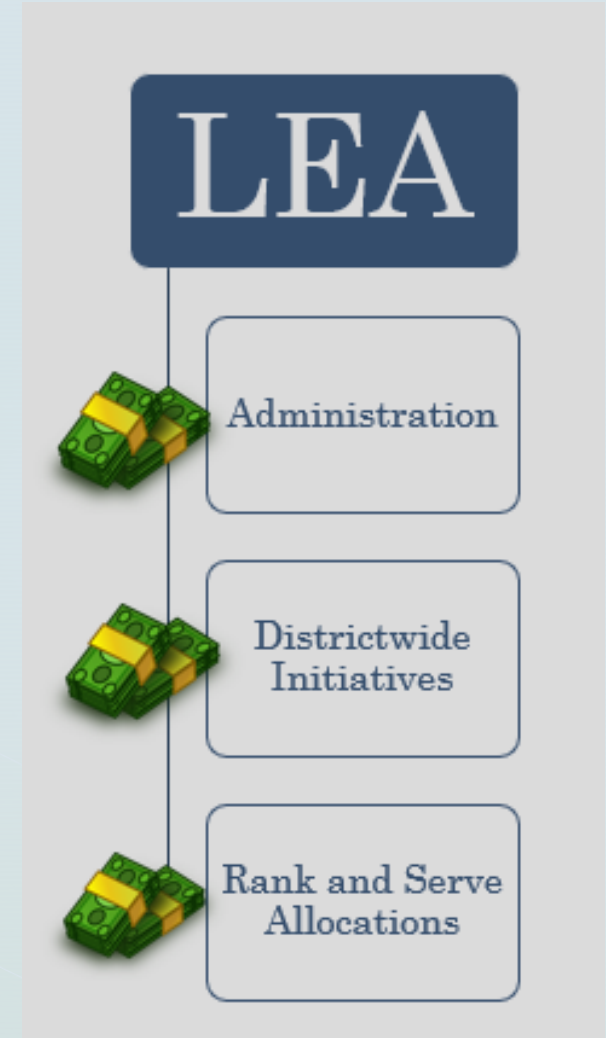 LEA
Administration
Districtwide
Initiatives
Rank and Serve
Allocations